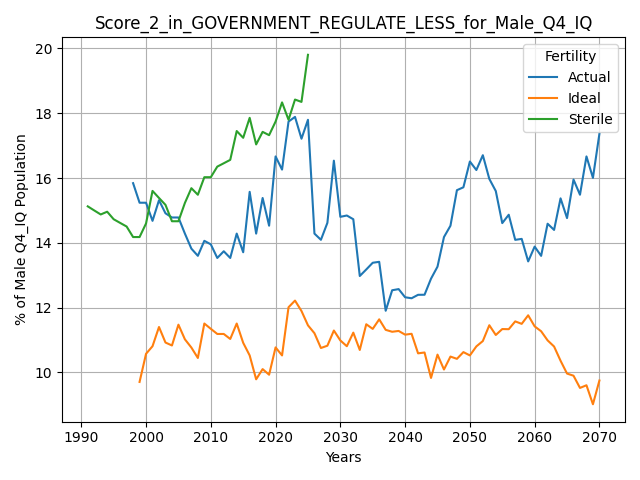 Score_2_in_GOVERNMENT_REGULATE_LESS_for_Male_Q4_IQ
Fertility
Actual
Ideal
Sterile
% of Male Q4_IQ Population
20
18
16
14
12
10
1990
2000
2010
2020
2030
2040
2050
2060
2070
Years